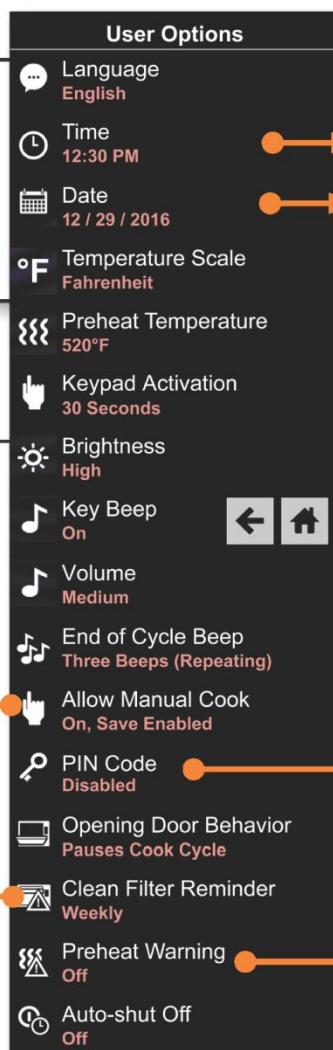 User Options
Language
English
Time
12:30 PM
Date
12 / 29 / 2016
°F
Temperature Scale
Fahrenheit
Preheat Temperature
520°F
Keypad Activation
30 Seconds
Brightness
High
Key Beep
On
Volume
Medium
End of Cycle Beep
Three Beeps (Repeating)
Allow Manual Cook
On, Save Enabled
PIN Code
Disabled
Opening Door Behavior
Pauses Cook Cycle
Clean Filter Reminder
Weekly
Preheat Warning
Off
Auto-shut Off
Off